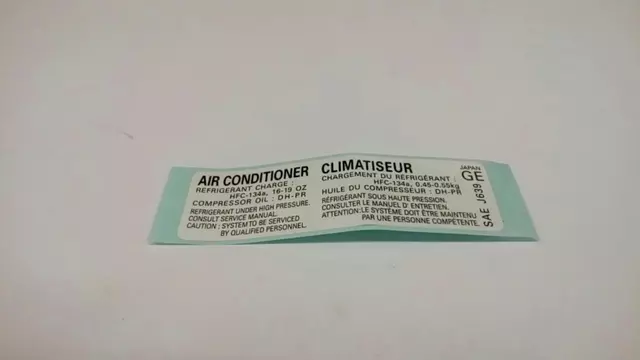 AIR CONDITIONER
REFRIGERANT CHARGE :
HFC-134a, 16-19 OZ
COMPRESSOR OIL : DH-PR
REFRIGERANT UNDER HIGH PRESSURE.
CONSULT SERVICE MANUAL.
CAUTION : SYSTEM TO BE SERVICED
BY QUALIFIED PERSONNEL.
CLIMATISEUR
CHARGEMENT DU REFRIGÉRANT :
HFC-134a, 0.45-0.55kg
HUILE DU COMPRESSEUR : DH-PR
RÉFRIGÉRANT SOUS HAUTE PRESSION.
CONSULTER LE MANUEL D' ENTRETIEN.
ATTENTION:LE SYSTÈME DOIT ÊTRE MAINTENU
PAR UNE PERSONNE COMPÉTENTE.
JAPAN
GE
SAE J639